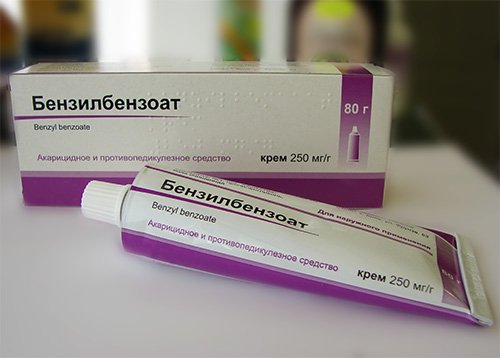 Бензилбензоат
80 г
Benzyl benzoate
Акарицидное и противопедикулезное средство
крем 250 мг/г
Бензилбензоат
Benzyl benzoate
Для наружного применения
Акарицидное и противопедикулезное средство
крем 250 мг/г
80 г